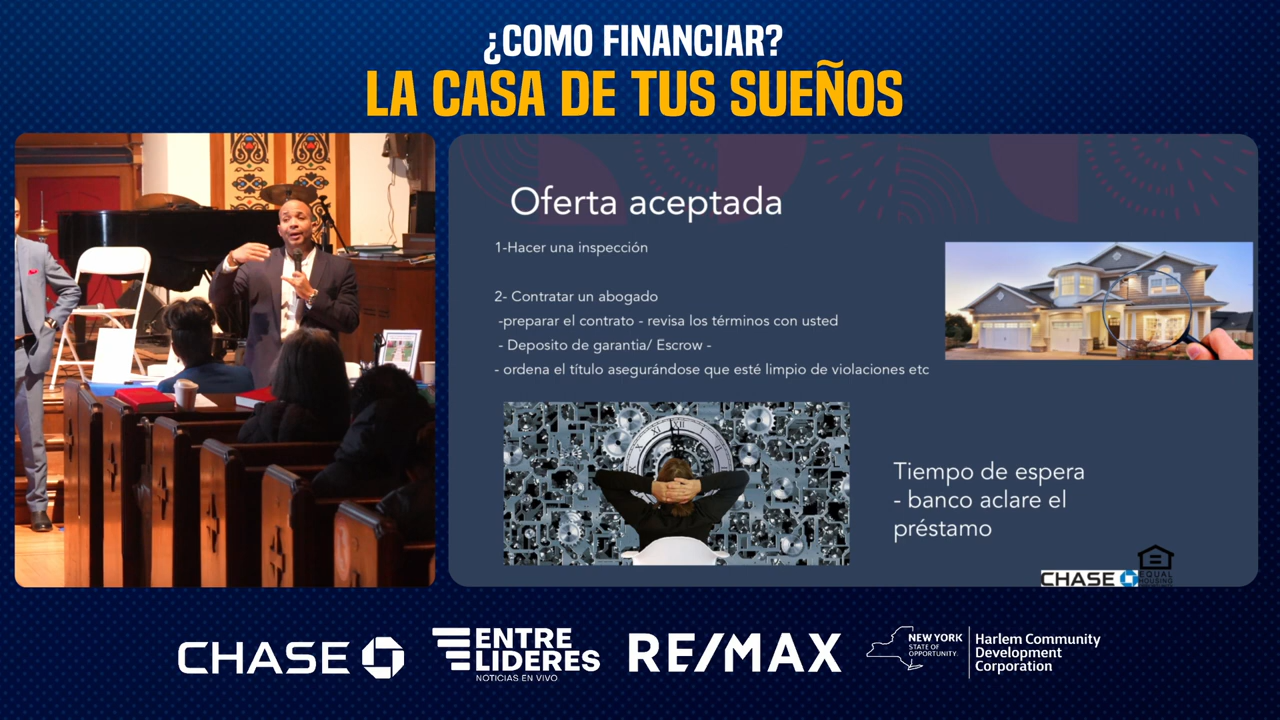 ¿COMO FINANCIAR?
LA CASA DE TUS SUEÑOS
Oferta aceptada
1-Hacer una inspección
2- Contratar un abogado
-preparar el contrato - revisa los términos con usted
- Deposito de garantia/ Escrow -
- ordena el título asegurándose que esté limpio de violaciones etc
Tiempo de espera
- banco aclare el
préstamo
CHASE
EQUAL
HOUSING
CHASE
ENTRE
LIDERES
NOTICIAS EN VIVO
RE/MAX
NEW YORK
STATE OF
OPPORTUNITY.
Harlem Community
Development
Corporation